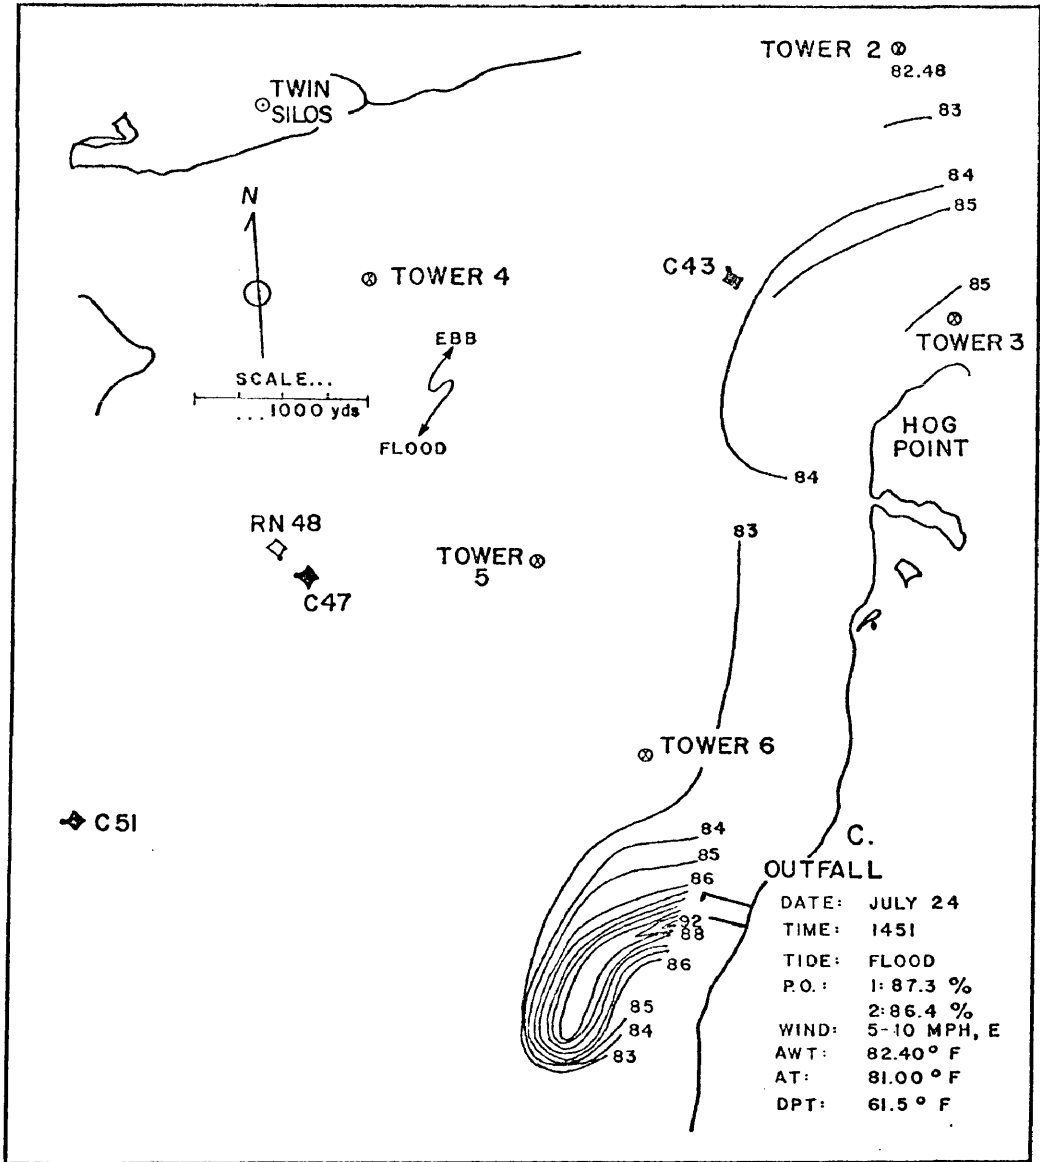 TOWER 2
82.48
TWIN
SILOS
83
84
85
N
C43
TOWER 4
85
TOWER 3
EBB
SCALE...
...1000 yds
FLOOD
HOG
POINT
84
RN 48
83
TOWER
5
C47
TOWER 6
C51
84
C.
85
OUTFALL
86
92
88
86
85
84
83
DATE: JULY 24
TIME: 1451
TIDE: FLOOD
P.O.: 1: 87.3 %
2: 86.4 %
WIND: 5-10 MPH, E
AWT: 82.40° F
AT: 81.00° F
DPT: 61.5° F